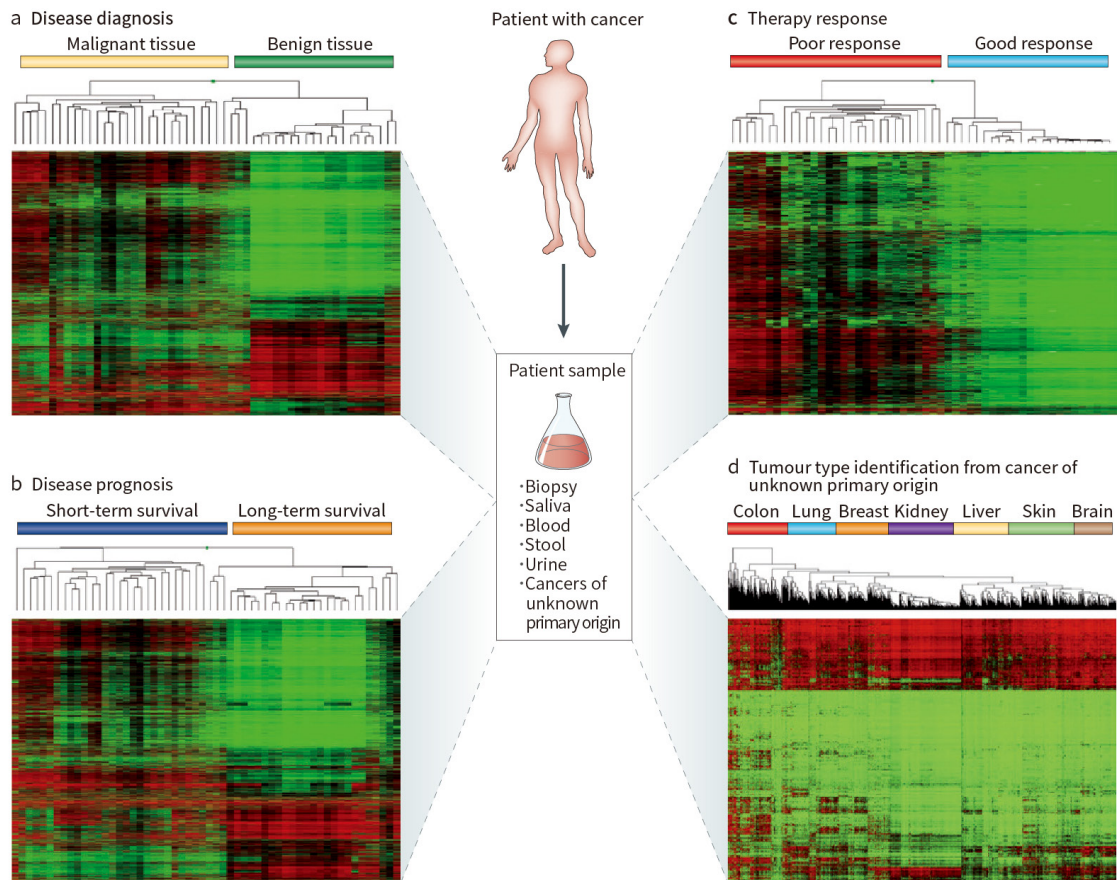 a Disease diagnosis
Malignant tissue
Benign tissue
Patient with cancer
c Therapy response
Poor response
Good response
Patient sample
·Biopsy
·Saliva
·Blood
·Stool
·Urine
·Cancers of
unknown
primary origin
b Disease prognosis
Short-term survival
Long-term survival
d Tumour type identification from cancer of
unknown primary origin
Colon Lung Breast Kidney Liver Skin Brain